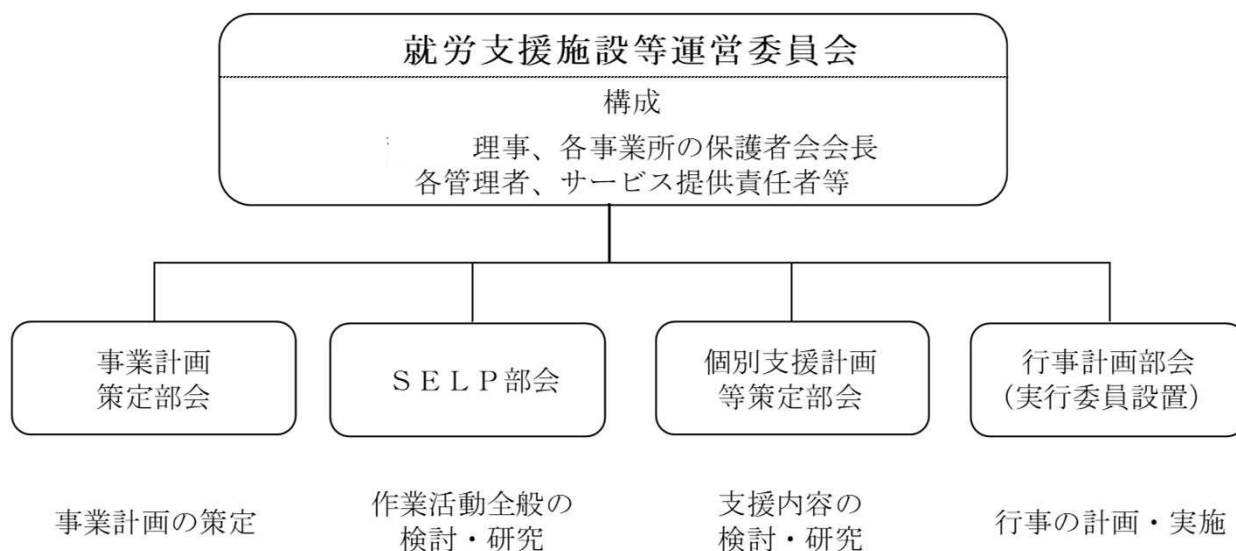 就労支援施設等運営委員会
構成
理事、各事業所の保護者会会長
各管理者、サービス提供責任者等
事業計画
策定部会
ＳＥＬＰ部会
個別支援計画
等策定部会
行事計画部会
（実行委員設置）
事業計画の策定
作業活動全般の
検討・研究
支援内容の
検討・研究
行事の計画・実施